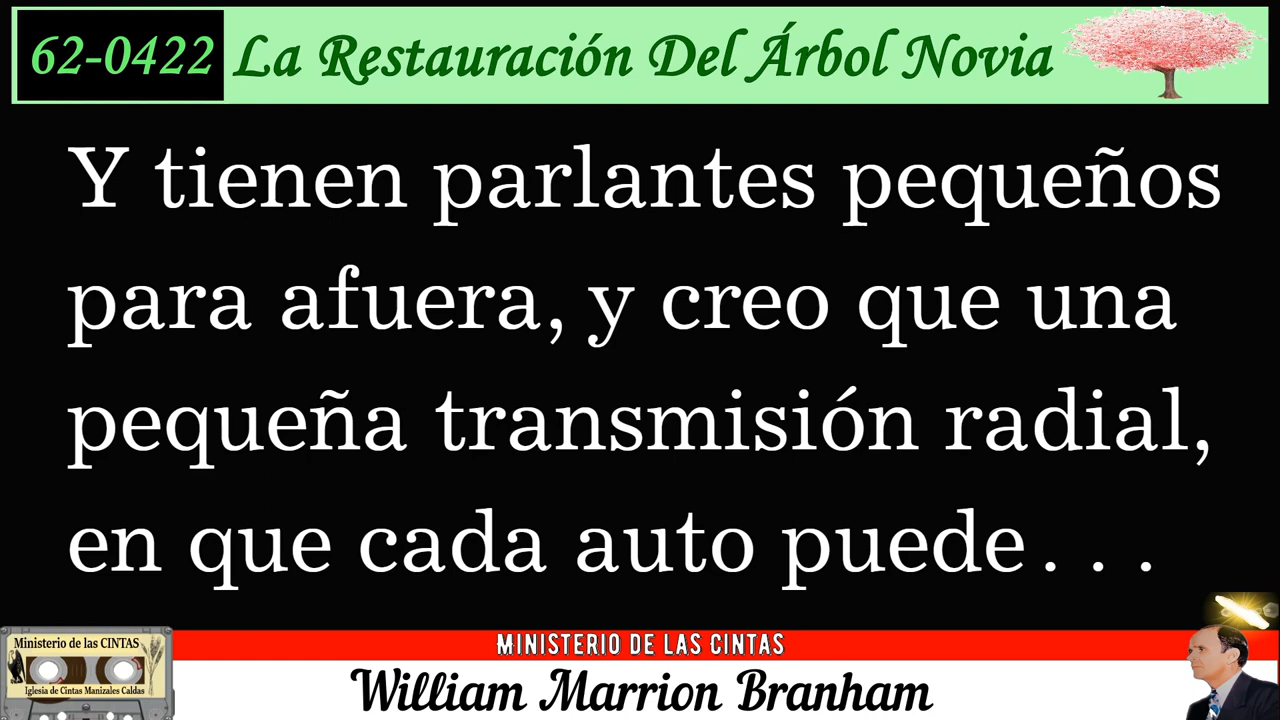 62-0422 La Restauración Del Árbol Novia
Y tienen parlantes pequeños
para afuera, y creo que una
pequeña transmisión radial,
en que cada auto puede. . .
Ministerio de las CINTAS
Iglesia de Cintas Manizales Caldas
MINISTERIO DE LAS CINTAS
William Marrion Branham